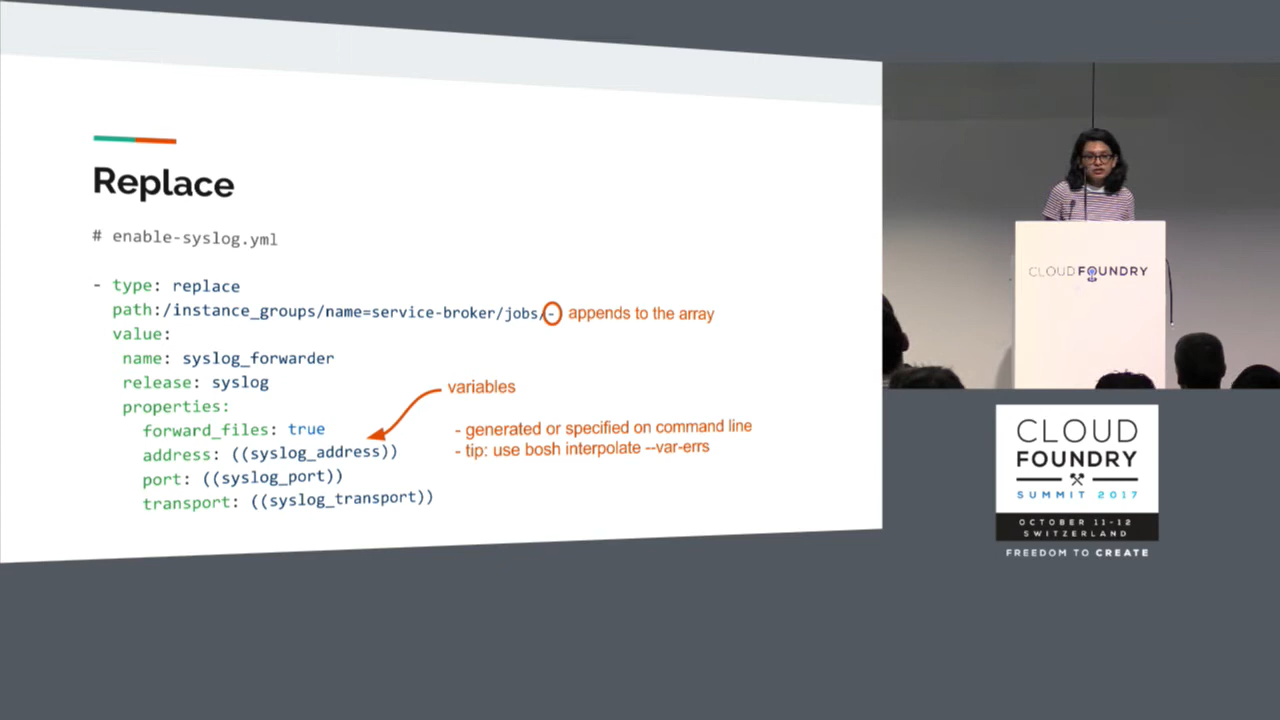 Replace
# enable-syslog.yml
- type: replace
path:/instance_groups/name=service-broker/jobs/- appends to the array
value:
name: syslog_forwarder
release: syslog
variables
properties:
forward_files: true
- generated or specified on command line
address: ((syslog_address))
- tip: use bosh interpolate --var-errs
port: ((syslog_port))
transport: ((syslog_transport))
CLOUD FOUNDRY
CLOUD
FOUNDRY
SUMMIT 2017
OCTOBER 11-12
SWITZERLAND
FREEDOM TO CREATE